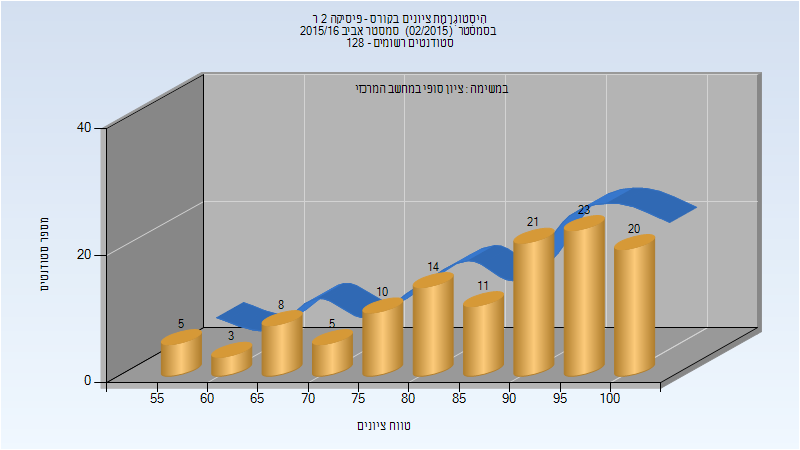 היסטוגרמת ציונים בקורס - פיסיקה 2 ר
בסמסטר (02/2015) סמסטר אביב 2015/16
סטודנטים רשומים - 128
במשימה : ציון סופי במחשב המרכזי
מספר סטודנטים
40
20
0
5
3
8
5
10
14
11
21
23
20
55 60 65 70 75 80 85 90 95 100
טווח ציונים